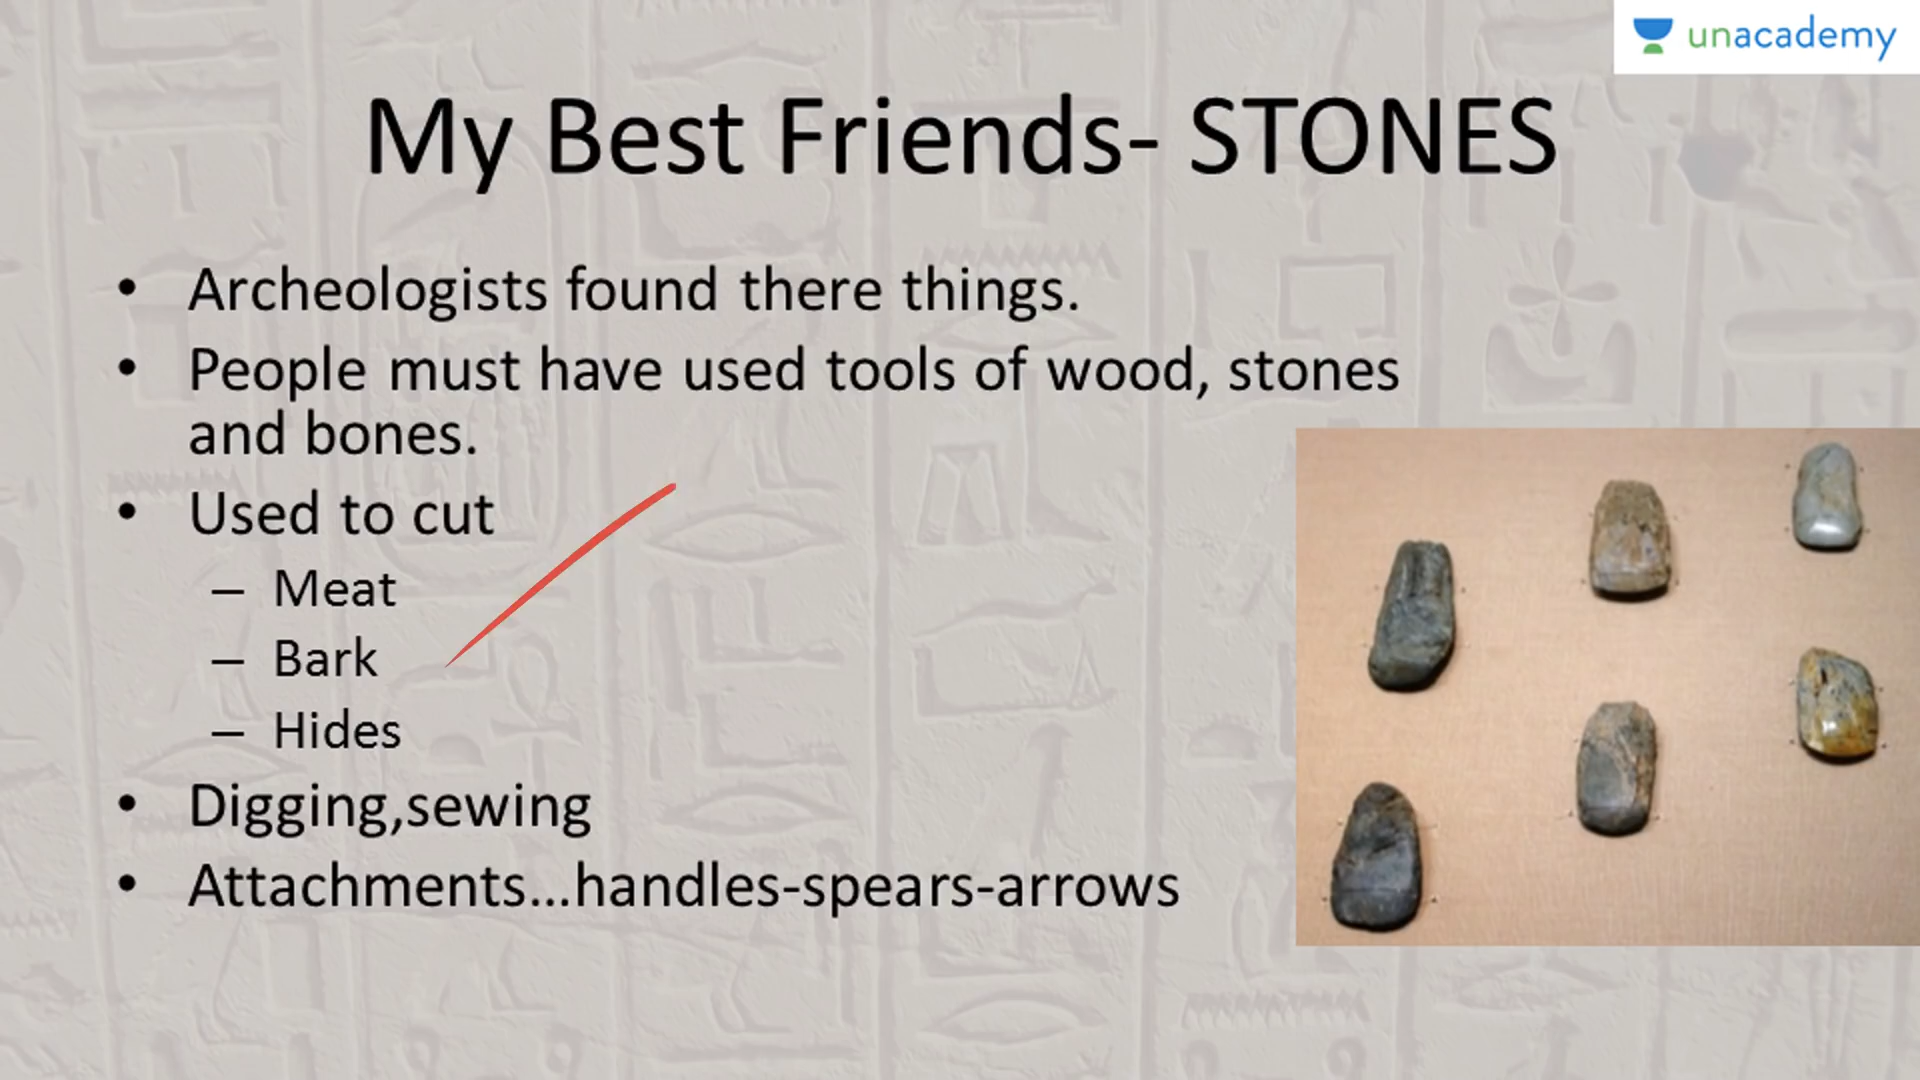 unacademy
My Best Friends- STONES
• Archeologists found there things.
• People must have used tools of wood, stones
and bones.
• Used to cut
– Meat
– Bark
– Hides
• Digging,sewing
• Attachments...handles-spears-arrows